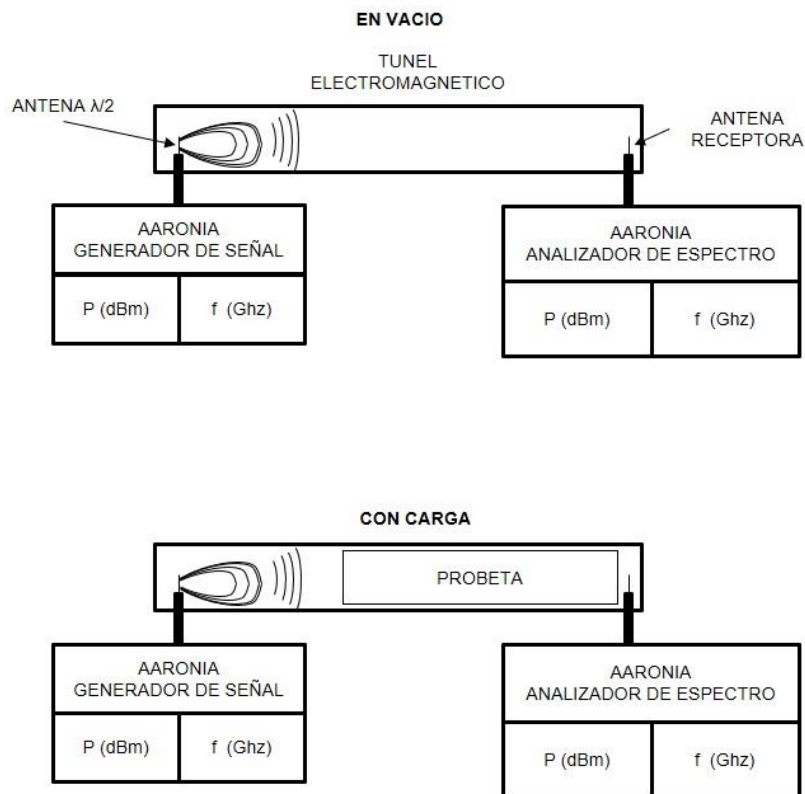 EN VACIO
TUNEL
ELECTROMAGNETICO
ANTENA λ/2
ANTENA
RECEPTORA
AARONIA
GENERADOR DE SEÑAL
P (dBm)
f (Ghz)
AARONIA
ANALIZADOR DE ESPECTRO
P (dBm)
f (Ghz)
CON CARGA
PROBETA
AARONIA
GENERADOR DE SEÑAL
P (dBm)
f (Ghz)
AARONIA
ANALIZADOR DE ESPECTRO
P (dBm)
f (Ghz)